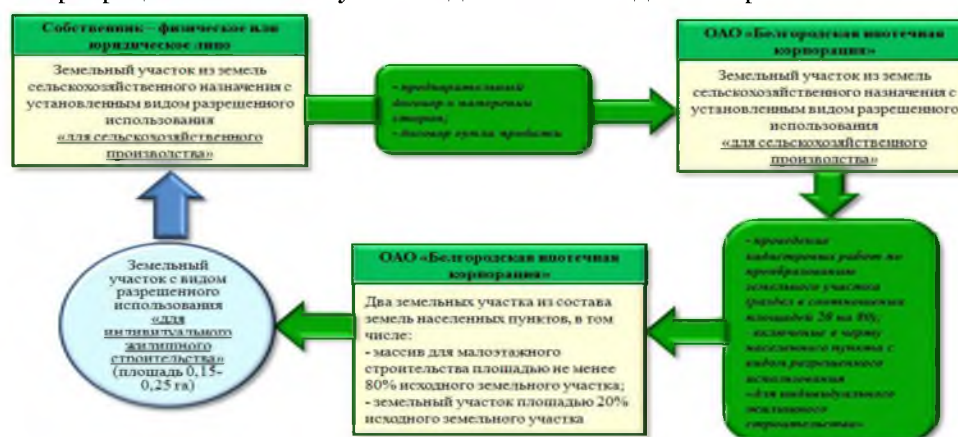 Собственник – физическое или
юридическое лицо
Земельный участок из земель
сельскохозяйственного назначения с
установленным видом разрешенного
использования
«для сельскохозяйственного
производства»
- предварительный
договор о намерении
сторон;
- договор купли продажи
ОАО «Белгородская ипотечная
корпорация»
Земельный участок из земель
сельскохозяйственного назначения с
установленным видом разрешенного
использования
«для сельскохозяйственного
производства»
- проведение
кадастровых работ по
преобразованию
земельного участка
(раздел в соотношении
площадей 20 на 80);
- включение в черту
населенного пункта с
видом разрешенного
использования
«для индивидуального
жилищного
строительства»
ОАО «Белгородская ипотечная
корпорация»
Два земельных участка из состава
земель населенных пунктов, в том
числе:
- массив для малоэтажного
строительства площадью не менее
80% исходного земельного участка;
- земельный участок площадью 20%
исходного земельного участка
Земельный
участок с видом
разрешенного
использования
«для
индивидуального
жилищного
строительства»
(площадь 0,15-
0,25 га)